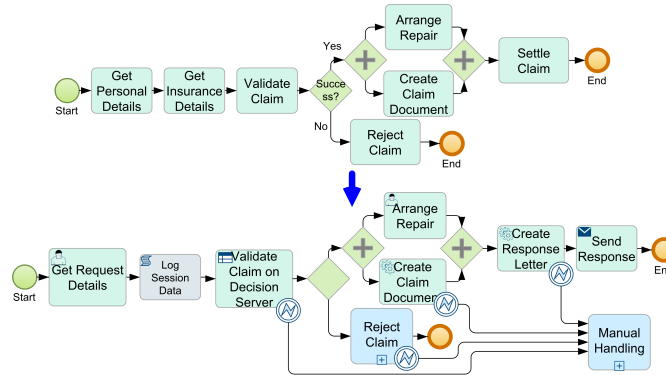 Start
Get
Personal
Details
Get
Insurance
Details
Validate
Claim
Succe
ss?
Yes
No
Arrange
Repair
Create
Claim
Document
Settle
Claim
End
Reject
Claim
End
Start
Get Request
Details
Log
Session
Data
Validate
Claim on
Decision
Server
Arrange
Repair
Create
Claim
Document
Create
Response
Letter
Send
Response
En
Reject
Claim
Manual
Handling